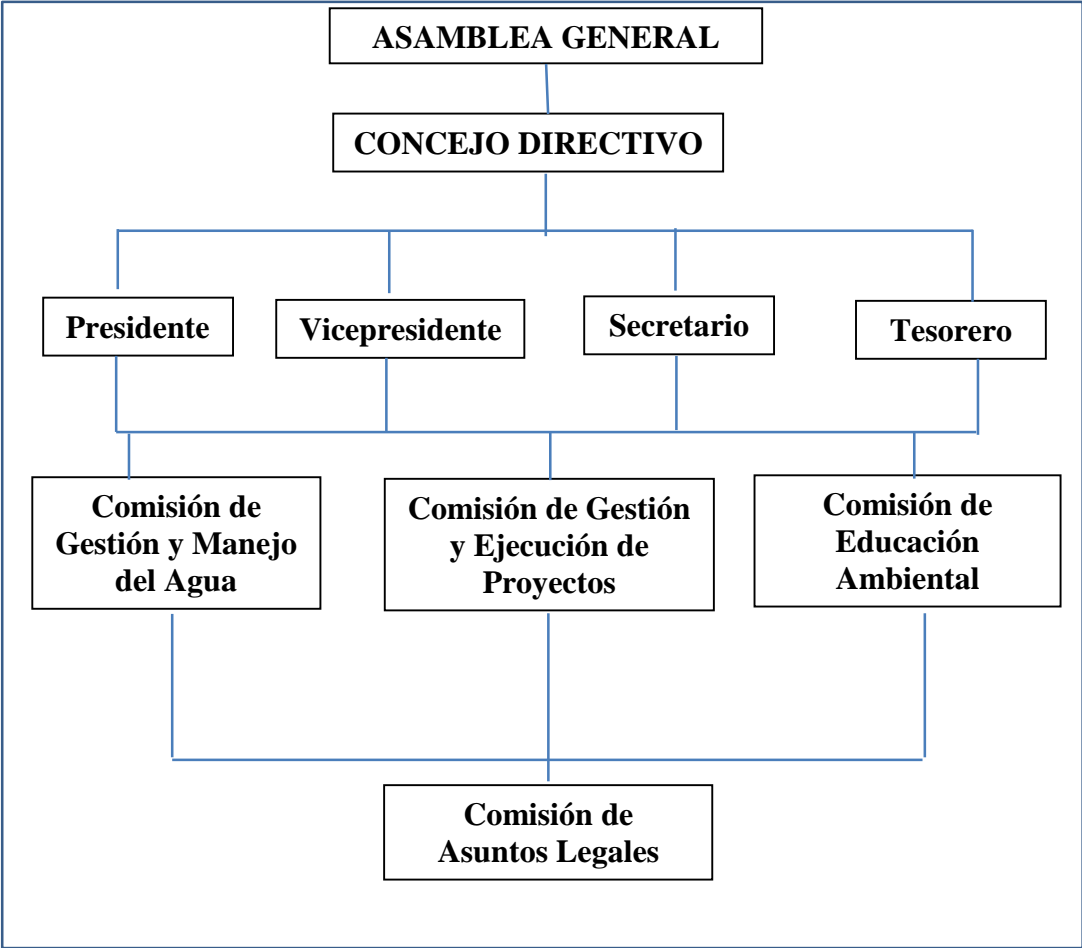 ASAMBLEA GENERAL
CONCEJO DIRECTIVO
Presidente
Vicepresidente
Secretario
Tesorero
Comisión de
Gestión y Manejo
del Agua
Comisión de Gestión
y Ejecución de
Proyectos
Comisión de
Educación
Ambiental
Comisión de
Asuntos Legales